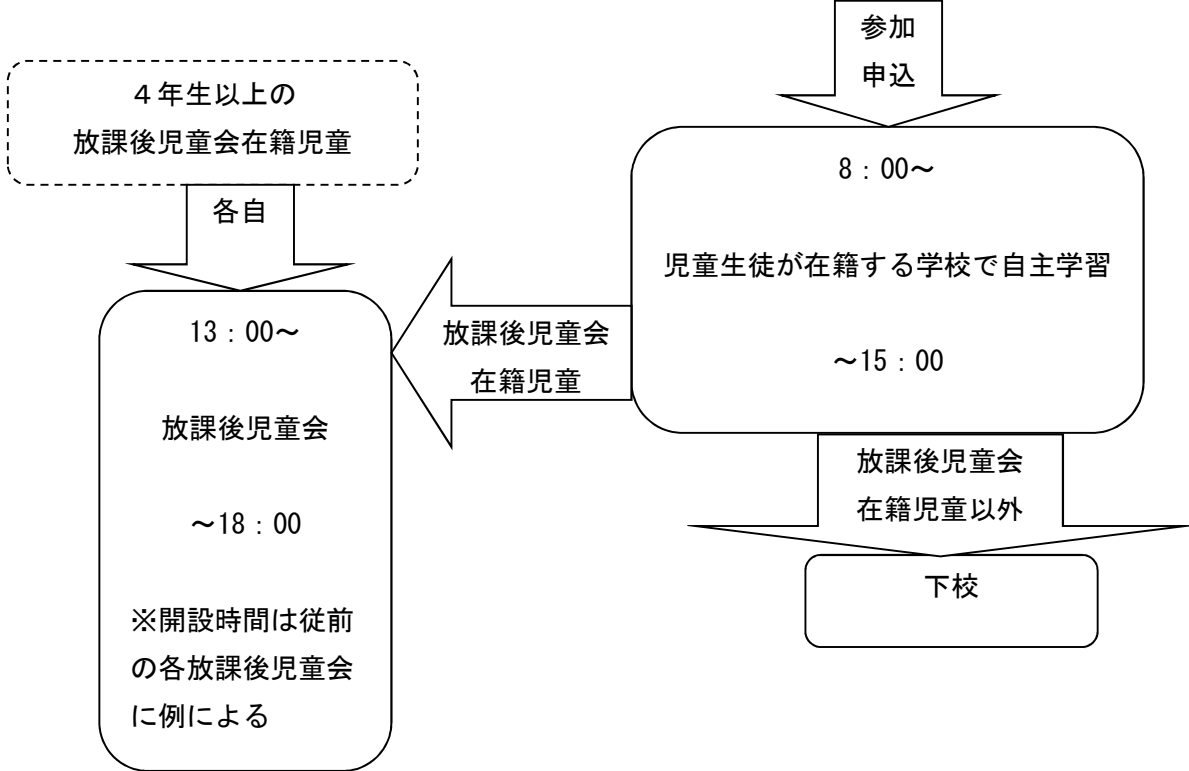 参加
申込
４年生以上の
放課後児童会在籍児童
各自
8：00～
児童生徒が在籍する学校で自主学習
～15：00
放課後児童会
在籍児童
13：00～
放課後児童会
～18：00
※開設時間は従前
の各放課後児童会
に例による
放課後児童会
在籍児童以外
下校